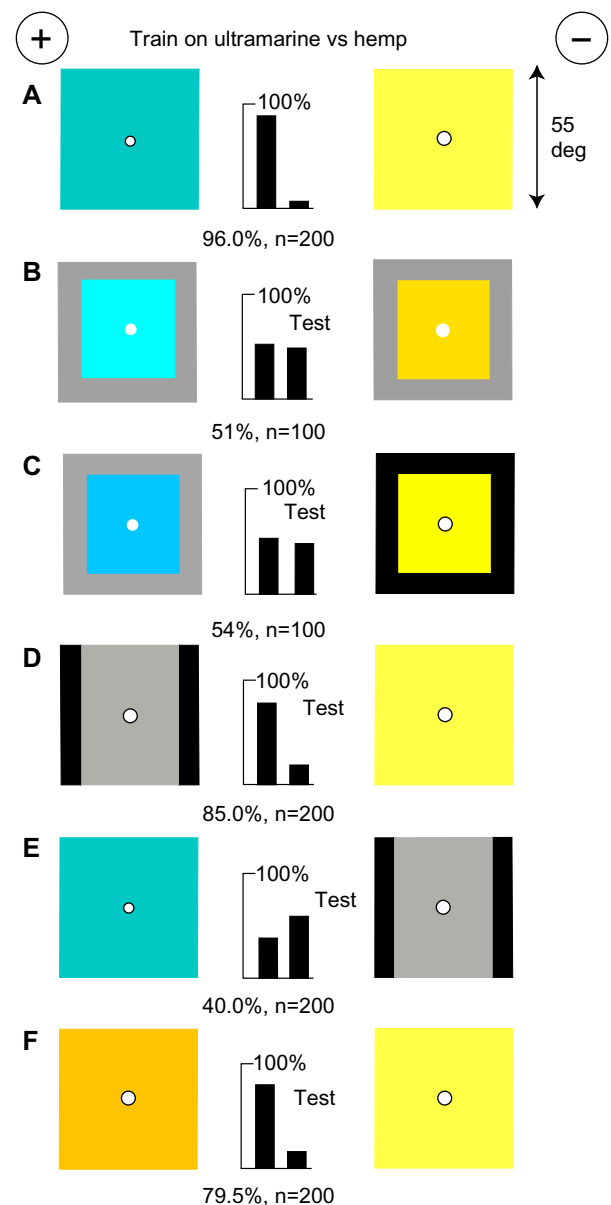 + Train on ultramarine vs hemp −
A
100%
55
deg
96.0%, n=200
B
100%
Test
51%, n=100
C
100%
Test
54%, n=100
D
100%
Test
85.0%, n=200
E
100%
Test
40.0%, n=200
F
100%
Test
79.5%, n=200